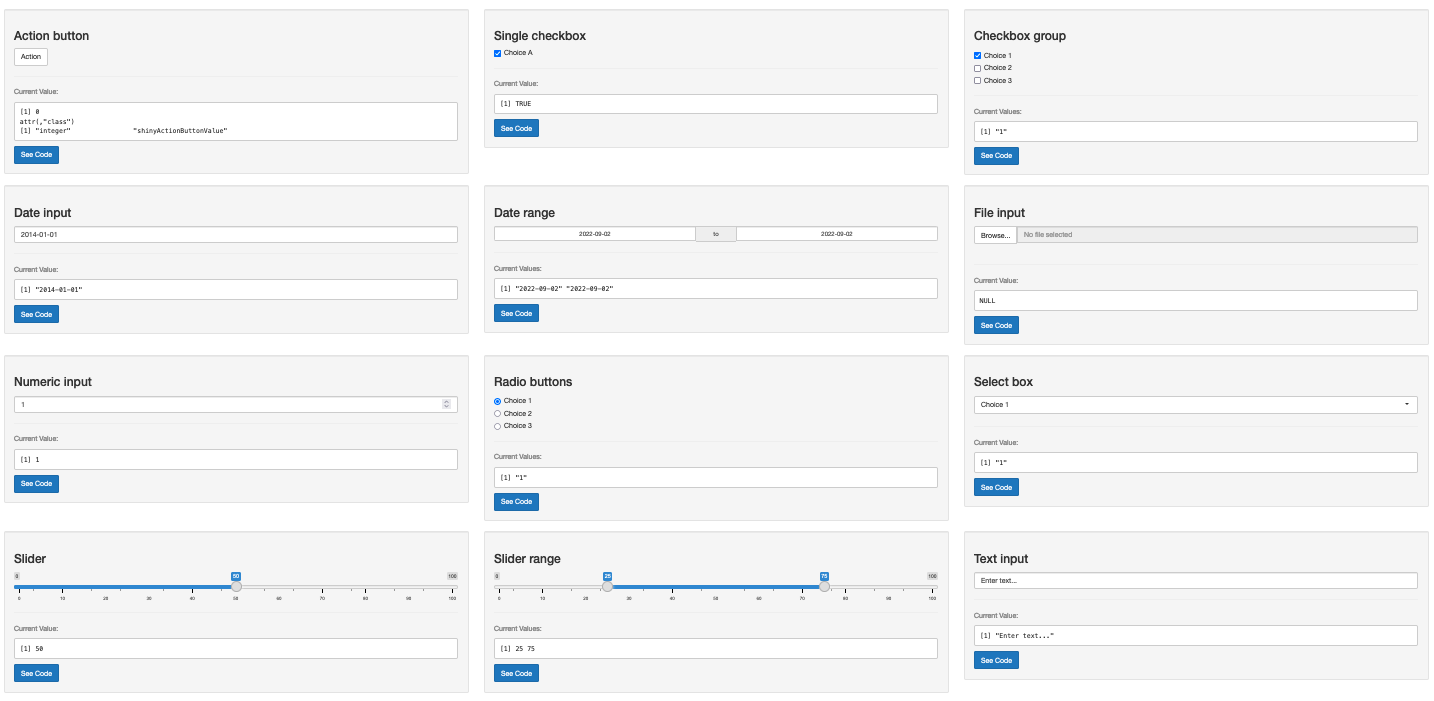 Action button
Action
Current Value:
[1] 0
attr(,"class")
[1] "integer" "shinyActionButtonValue"
See Code
Single checkbox
Choice A
Current Value:
[1] TRUE
See Code
Checkbox group
Choice 1
Choice 2
Choice 3
Current Values:
[1] "1"
See Code
Date input
2014-01-01
Current Value:
[1] "2014-01-01"
See Code
Date range
2022-09-02 to 2022-09-02
Current Values:
[1] "2022-09-02" "2022-09-02"
See Code
File input
Browse... No file selected
Current Value:
NULL
See Code
Numeric input
1
Current Value:
[1] 1
See Code
Radio buttons
Choice 1
Choice 2
Choice 3
Current Values:
[1] "1"
See Code
Select box
Choice 1
Current Value:
[1] "1"
See Code
Slider
0 50 100
0 10 20 30 40 50 60 70 80 90 100
Current Value:
[1] 50
See Code
Slider range
0 25 75 100
0 10 20 30 40 50 60 70 80 90 100
Current Values:
[1] 25 75
See Code
Text input
Enter text...
Current Value:
[1] "Enter text..."
See Code